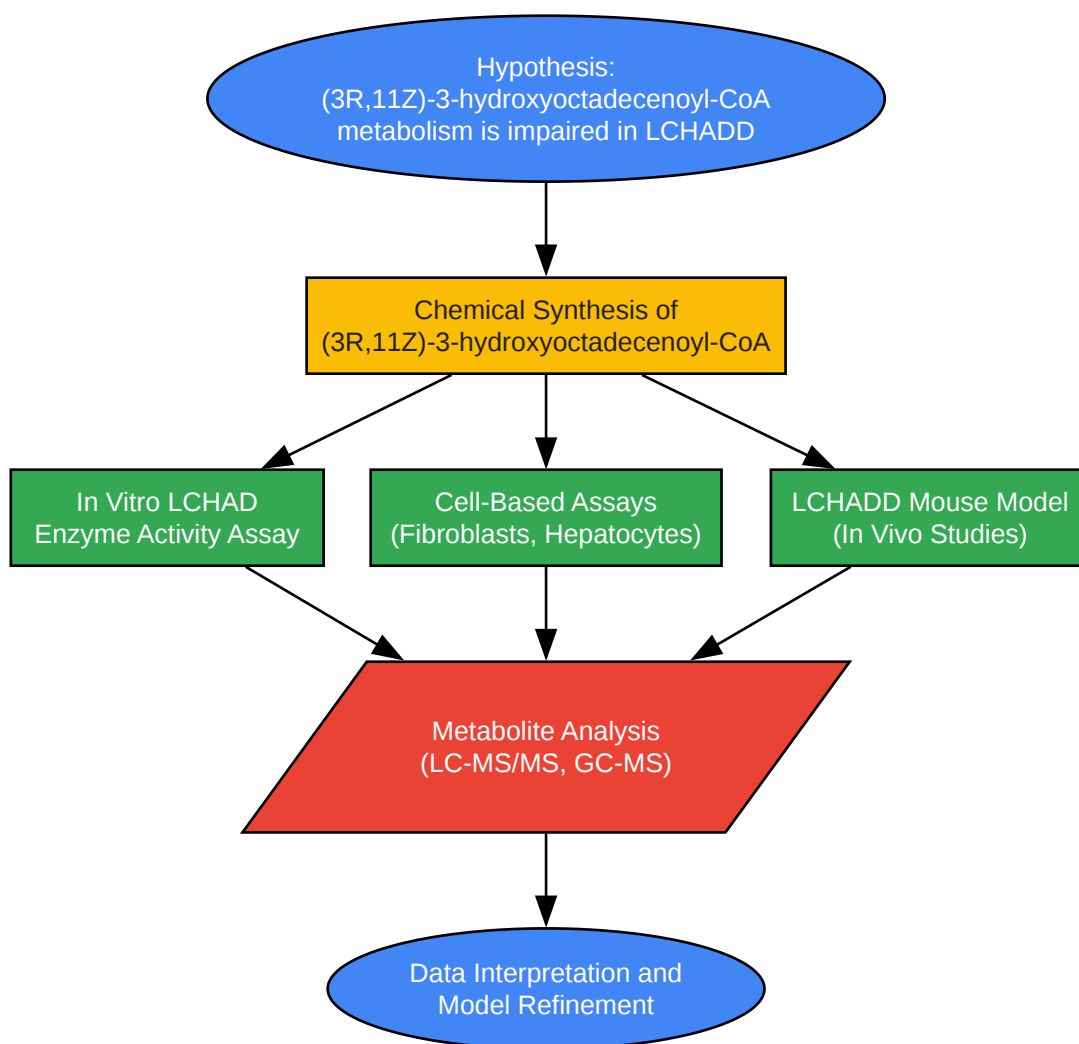 Hypothesis:
(3R,11Z)-3-hydroxyoctadecenoyl-CoA
metabolism is impaired in LCHADD
Chemical Synthesis of
(3R,11Z)-3-hydroxyoctadecenoyl-CoA
In Vitro LCHAD
Enzyme Activity Assay
Cell-Based Assays
(Fibroblasts, Hepatocytes)
LCHADD Mouse Model
(In Vivo Studies)
Metabolite Analysis
(LC-MS/MS, GC-MS)
Data Interpretation and
Model Refinement